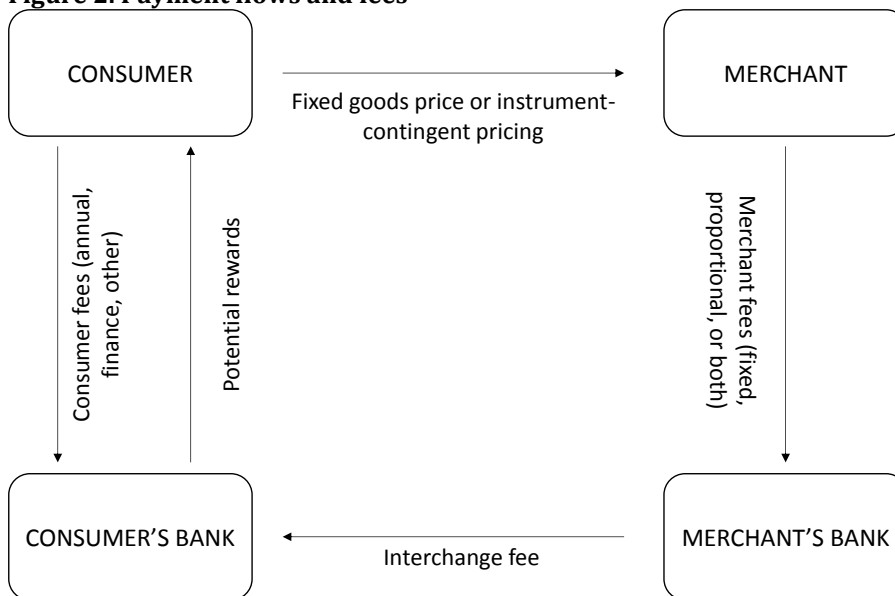 Figure 2. Payment flows and fees
CONSUMER
MERCHANT
Fixed goods price or instrument-
contingent pricing
Consumer fees (annual,
finance, other)
Potential rewards
Merchant fees (fixed,
proportional, or both)
CONSUMER’S BANK
MERCHANT’S BANK
Interchange fee